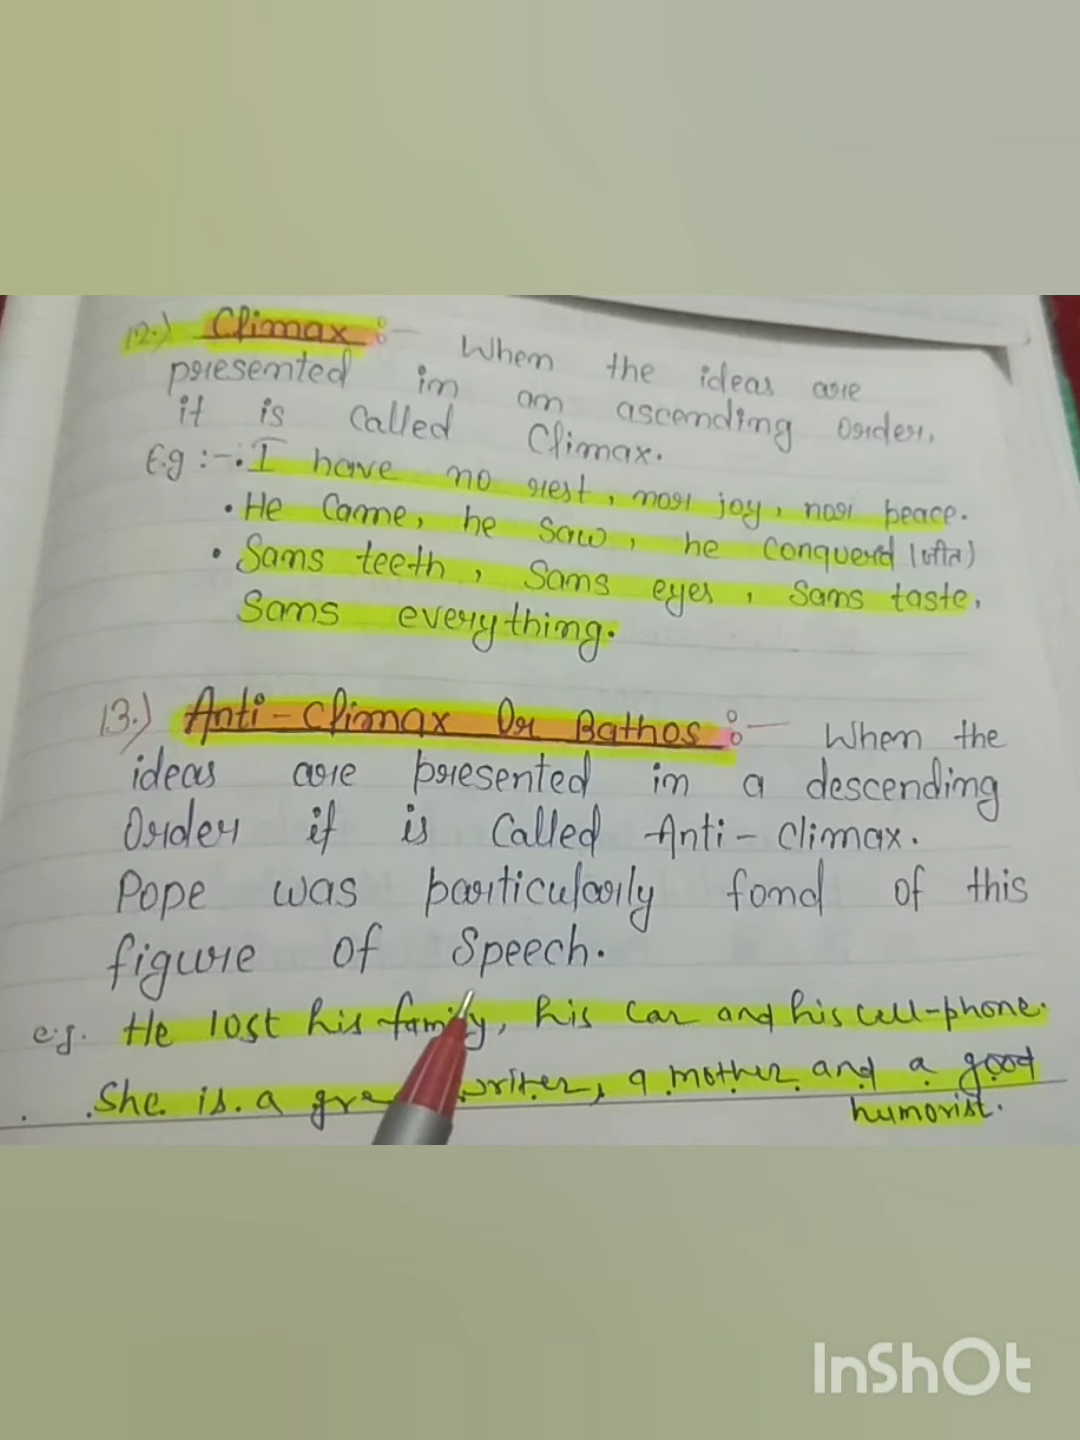 12.) Climax :- When the ideas are
presented in an ascending order,
it is called Climax.
E.g :- • I have no rest, nor joy, nor peace.
• He Came, he saw, he conquerd (जीत)
• Sans teeth, Sans eyes, Sans taste,
Sans everything.
13.) Anti-Climax Or Bathos :- When the
ideas are presented in a descending
Order it is Called Anti-Climax.
Pope was particularly fond of this
figure of Speech.
e.g. He lost his family, his car and his cell-phone.
She is a writer, a mother and a good
humorist.
InShOt